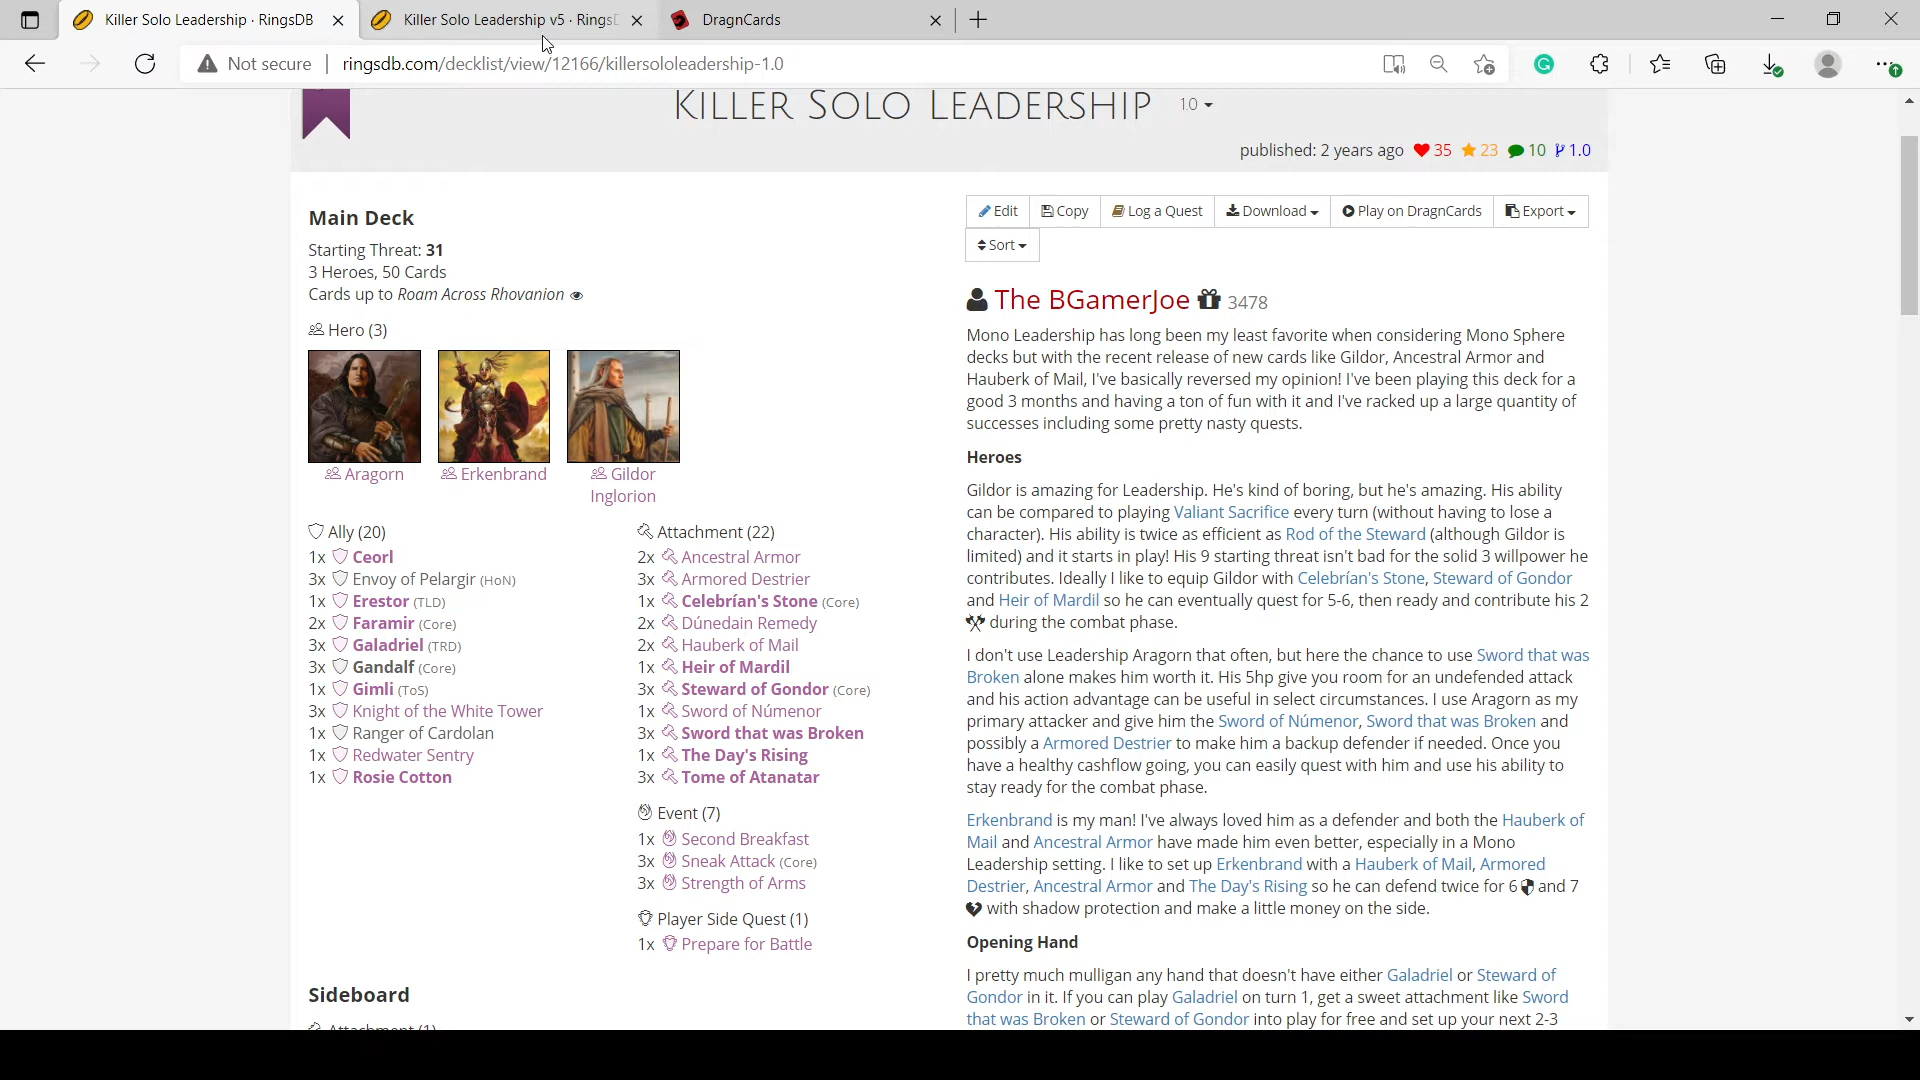 Killer Solo Leadership · RingsDB
Killer Solo Leadership v5 · Rings
DragnCards
Not secure | ringsdb.com/decklist/view/12166/killersololeadership-1.0
KILLER SOLO LEADERSHIP 1.0
published: 2 years ago 35 23 10 1.0
Main Deck
Starting Threat: 31
3 Heroes, 50 Cards
Cards up to Roam Across Rhovanion
Hero (3)
Aragorn
Erkenbrand
Gildor
Inglorion
Ally (20)
1x Ceorl
3x Envoy of Pelargir (HoN)
1x Erestor (TLD)
2x Faramir (Core)
3x Galadriel (TRD)
3x Gandalf (Core)
1x Gimli (ToS)
3x Knight of the White Tower
1x Ranger of Cardolan
1x Redwater Sentry
1x Rosie Cotton
Attachment (22)
2x Ancestral Armor
3x Armored Destrier
1x Celebrían's Stone (Core)
2x Dúnedain Remedy
2x Hauberk of Mail
1x Heir of Mardil
3x Steward of Gondor (Core)
1x Sword of Númenor
3x Sword that was Broken
1x The Day's Rising
3x Tome of Atanatar
Event (7)
1x Second Breakfast
3x Sneak Attack (Core)
3x Strength of Arms
Player Side Quest (1)
1x Prepare for Battle
Sideboard
Attachment (1)
Edit Copy Log a Quest Download Play on DragnCards Export
Sort
The BGamerJoe 3478
Mono Leadership has long been my least favorite when considering Mono Sphere
decks but with the recent release of new cards like Gildor, Ancestral Armor and
Hauberk of Mail, I've basically reversed my opinion! I've been playing this deck for a
good 3 months and having a ton of fun with it and I've racked up a large quantity of
successes including some pretty nasty quests.
Heroes
Gildor is amazing for Leadership. He's kind of boring, but he's amazing. His ability
can be compared to playing Valiant Sacrifice every turn (without having to lose a
character). His ability is twice as efficient as Rod of the Steward (although Gildor is
limited) and it starts in play! His 9 starting threat isn't bad for the solid 3 willpower he
contributes. Ideally I like to equip Gildor with Celebrían's Stone, Steward of Gondor
and Heir of Mardil so he can eventually quest for 5-6, then ready and contribute his 2
during the combat phase.
I don't use Leadership Aragorn that often, but here the chance to use Sword that was
Broken alone makes him worth it. His 5hp give you room for an undefended attack
and his action advantage can be useful in select circumstances. I use Aragorn as my
primary attacker and give him the Sword of Númenor, Sword that was Broken and
possibly a Armored Destrier to make him a backup defender if needed. Once you
have a healthy cashflow going, you can easily quest with him and use his ability to
stay ready for the combat phase.
Erkenbrand is my man! I've always loved him as a defender and both the Hauberk of
Mail and Ancestral Armor have made him even better, especially in a Mono
Leadership setting. I like to set up Erkenbrand with a Hauberk of Mail, Armored
Destrier, Ancestral Armor and The Day's Rising so he can defend twice for 6 and 7
with shadow protection and make a little money on the side.
Opening Hand
I pretty much mulligan any hand that doesn't have either Galadriel or Steward of
Gondor in it. If you can play Galadriel on turn 1, get a sweet attachment like Sword
that was Broken or Steward of Gondor into play for free and set up your next 2-3